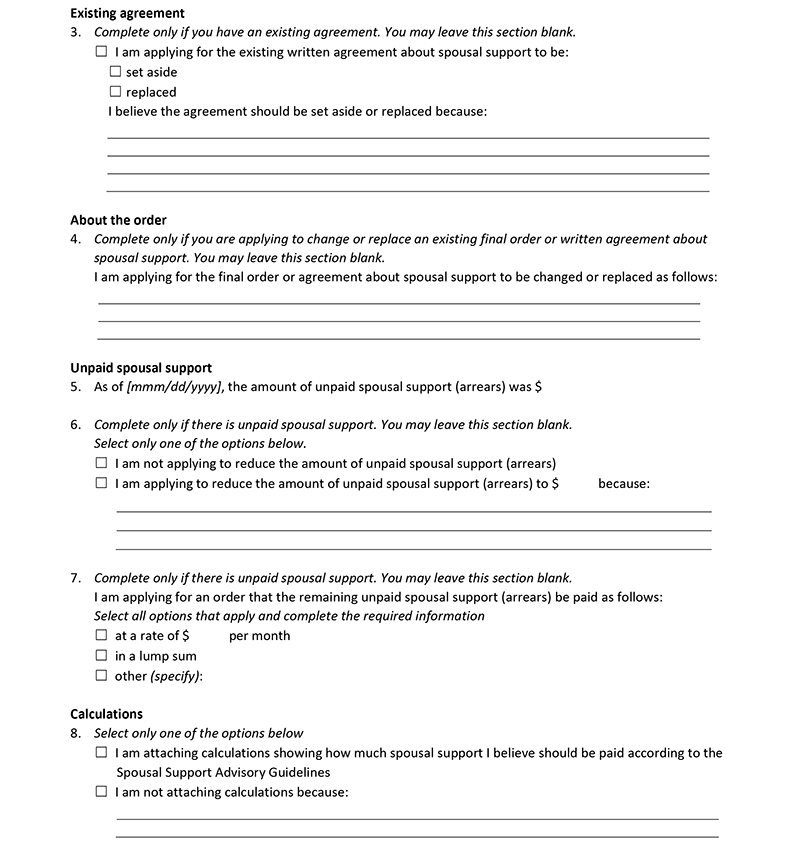 Existing agreement
3. Complete only if you have an existing agreement. You may leave this section blank.
☐ I am applying for the existing written agreement about spousal support to be:
☐ set aside
☐ replaced
I believe the agreement should be set aside or replaced because:
About the order
4. Complete only if you are applying to change or replace an existing final order or written agreement about
spousal support. You may leave this section blank.
I am applying for the final order or agreement about spousal support to be changed or replaced as follows:
Unpaid spousal support
5. As of [mmm/dd/yyyy], the amount of unpaid spousal support (arrears) was $
6. Complete only if there is unpaid spousal support. You may leave this section blank.
Select only one of the options below.
☐ I am not applying to reduce the amount of unpaid spousal support (arrears)
☐ I am applying to reduce the amount of unpaid spousal support (arrears) to $ because:
7. Complete only if there is unpaid spousal support. You may leave this section blank.
I am applying for an order that the remaining unpaid spousal support (arrears) be paid as follows:
Select all options that apply and complete the required information
☐ at a rate of $ per month
☐ in a lump sum
☐ other (specify):
Calculations
8. Select only one of the options below
☐ I am attaching calculations showing how much spousal support I believe should be paid according to the
Spousal Support Advisory Guidelines
☐ I am not attaching calculations because: